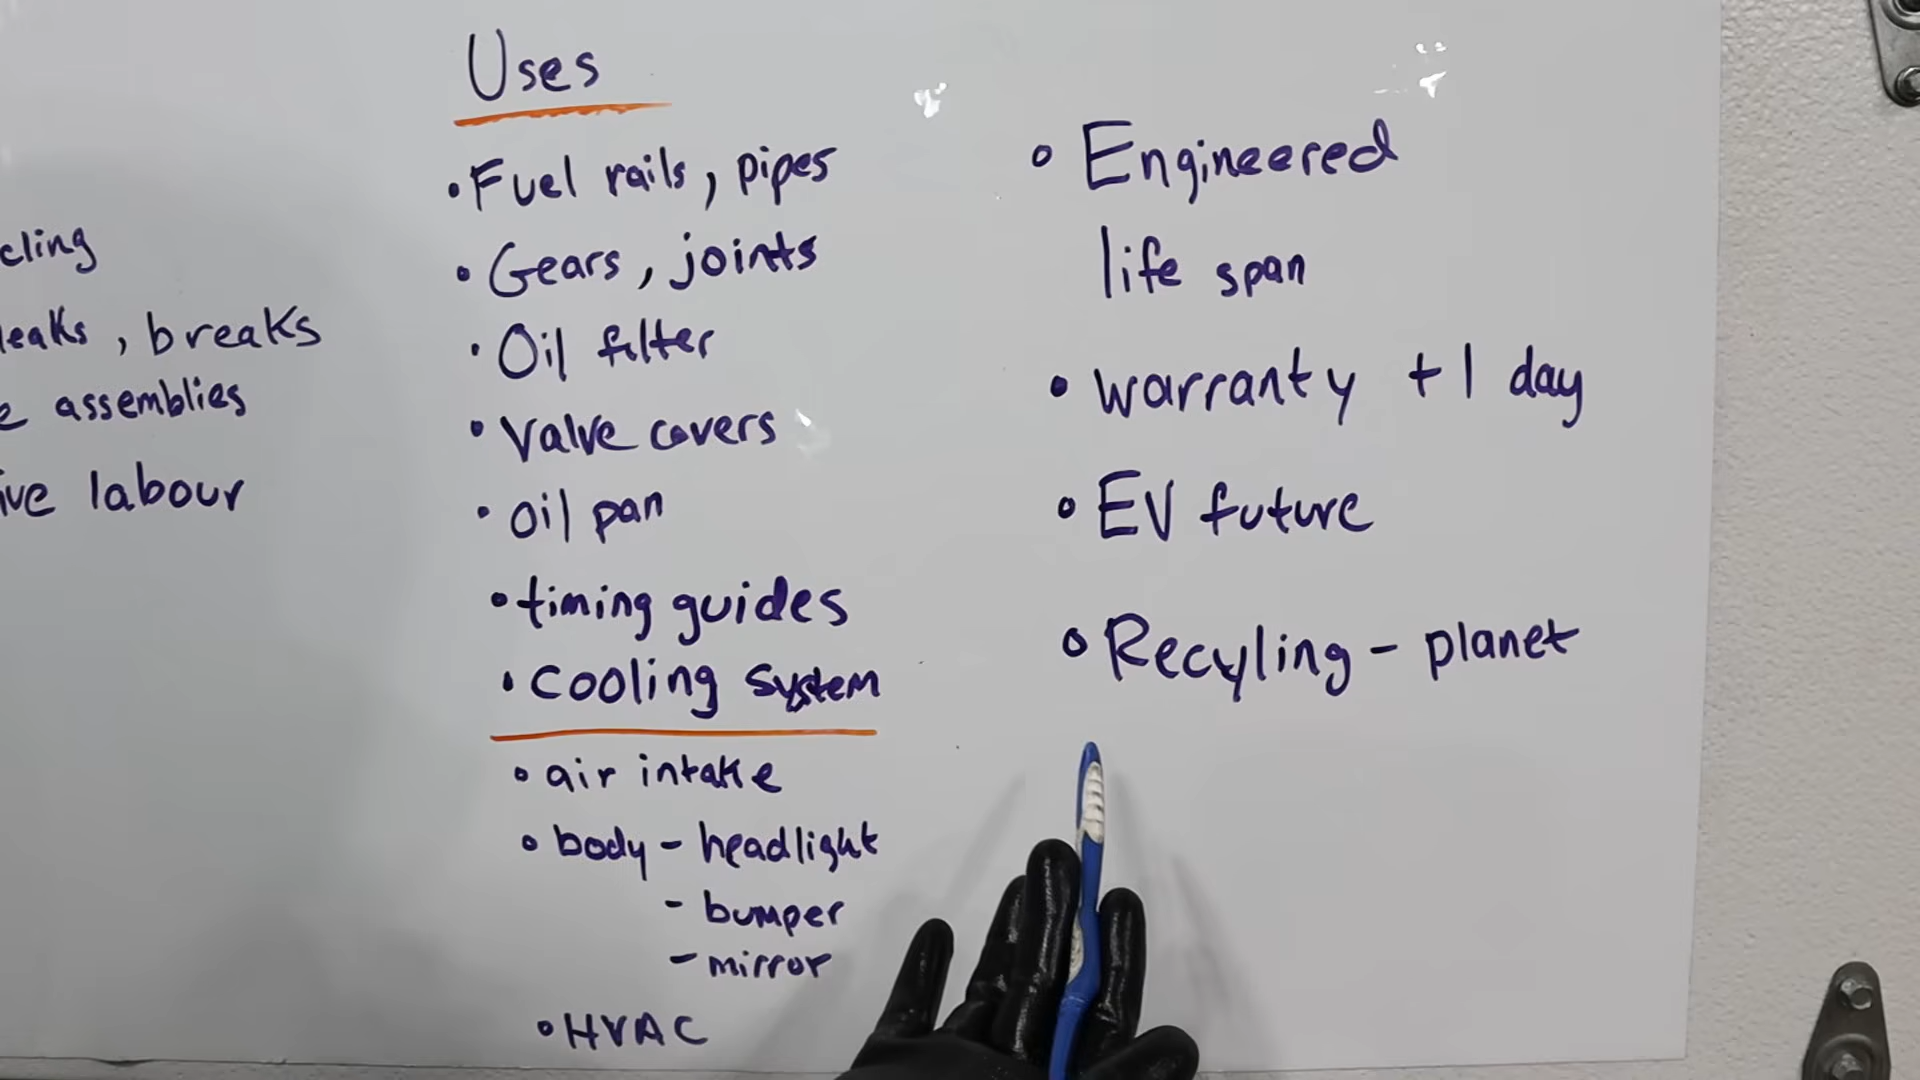 cling
leaks, breaks
assemblies
labour
Uses
• Fuel rails, pipes
• Gears, joints
• Oil filter
• Valve covers
• oil pan
• timing guides
• cooling system
• air intake
• body - headlight
- bumper
- mirror
• HVAC
• Engineered
life span
• warranty +1 day
• EV future
• Recyling - planet